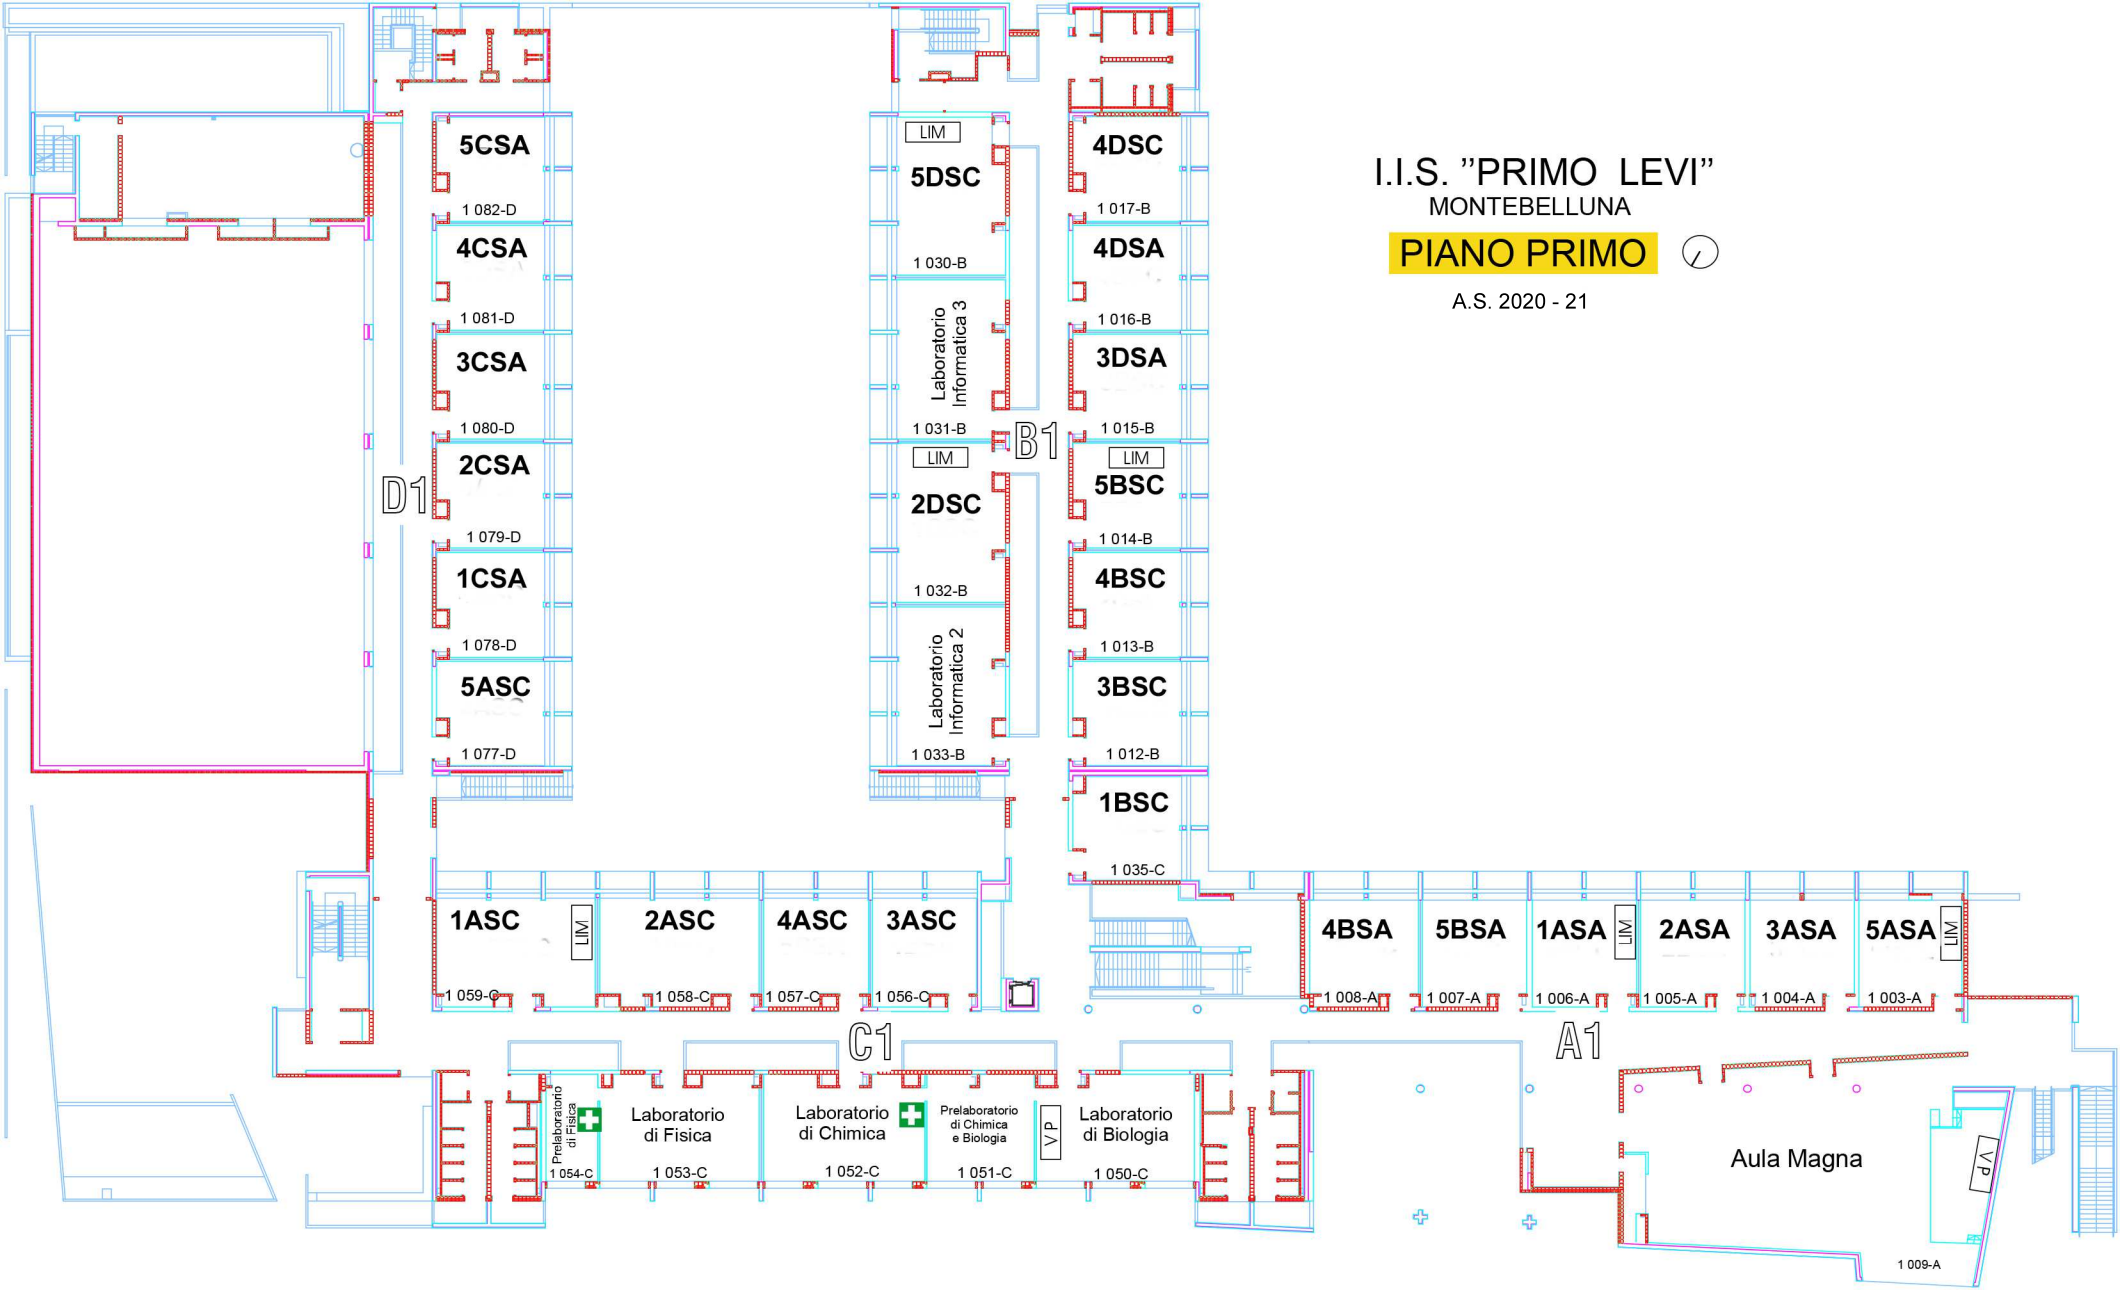 I.I.S. ’’PRIMO LEVI’’
MONTEBELLUNA
PIANO PRIMO
A.S. 2020 - 21
5CSA
1 082-D
4CSA
1 081-D
3CSA
1 080-D
2CSA
1 079-D
D1
1CSA
1 078-D
5ASC
1 077-D
LIM
5DSC
1 030-B
Laboratorio
Informatica 3
1 031-B
LIM
2DSC
1 032-B
Laboratorio
Informatica 2
1 033-B
B1
4DSC
1 017-B
4DSA
1 016-B
3DSA
1 015-B
LIM
5BSC
1 014-B
4BSC
1 013-B
3BSC
1 012-B
1BSC
1 035-C
1ASC
LIM
1 059-C
2ASC
1 058-C
4ASC
1 057-C
3ASC
1 056-C
C1
4BSA
1 008-A
5BSA
1 007-A
1ASA
LIM
1 006-A
2ASA
1 005-A
3ASA
1 004-A
5ASA
LIM
1 003-A
A1
Prelaboratorio
di Fisica
1 054-C
Laboratorio
di Fisica
1 053-C
Laboratorio
di Chimica
1 052-C
Prelaboratorio
di Chimica
e Biologia
1 051-C
V P
Laboratorio
di Biologia
1 050-C
Aula Magna
V P
1 009-A